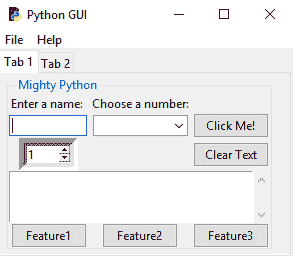 Python GUI
File Help
Tab 1 Tab 2
Mighty Python
Enter a name: Choose a number:
Click Me!
1
Clear Text
Feature1 Feature2 Feature3